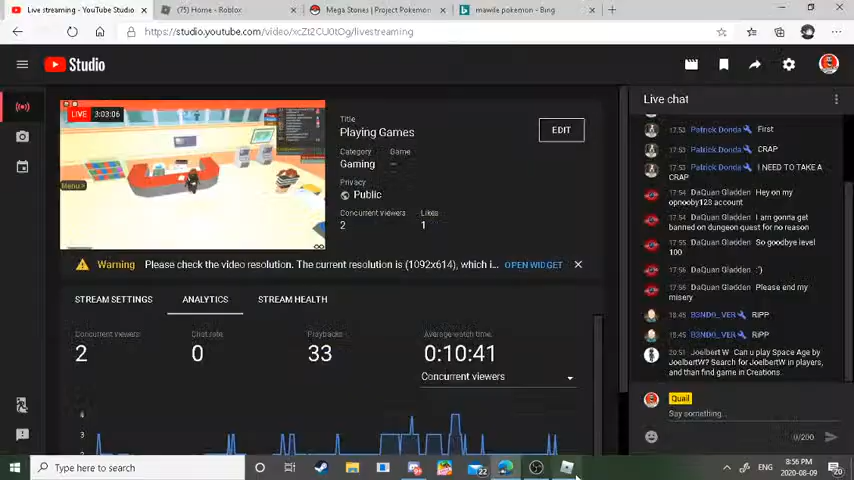 Live streaming - YouTube Studio
(75) Home - Roblox
Mega Stones | Project Pokemon
mawile pokemon - Bing
https://studio.youtube.com/video/xcZt2CU0tOg/livestreaming
Studio
LIVE 3:03:06
Menu
Title
Playing Games
EDIT
Category Game
Gaming –
Privacy
Public
Concurrent viewers Likes
2 1
Warning Please check the video resolution. The current resolution is (1092x614), which i... OPEN WIDGET
STREAM SETTINGS ANALYTICS STREAM HEALTH
Concurrent viewers Chat rate Playbacks Average watch time
2 0 33 0:10:41
Concurrent viewers
4
3
Live chat
17:53 Patrick Donda First
17:53 Patrick Donda CRAP
17:53 Patrick Donda I NEED TO TAKE A
CRAP
17:54 DaQuan Gladden Hey on my
opnooby123 account
17:54 DaQuan Gladden I am gonna get
banned on dungeon quest for no reason
17:55 DaQuan Gladden So goodbye level
100
17:56 DaQuan Gladden :')
17:56 DaQuan Gladden Please end my
misery
18:45 B3ND0_VER RIPP
18:45 B3ND0_VER RIPP
20:51 Joelbert W Can u play Space Age by
JoelbertW? Search for JoelbertW in players,
and than find game in Creations.
Quail
Say something...
0/200
Type here to search
22
ENG
8:56 PM
2020-08-09
20